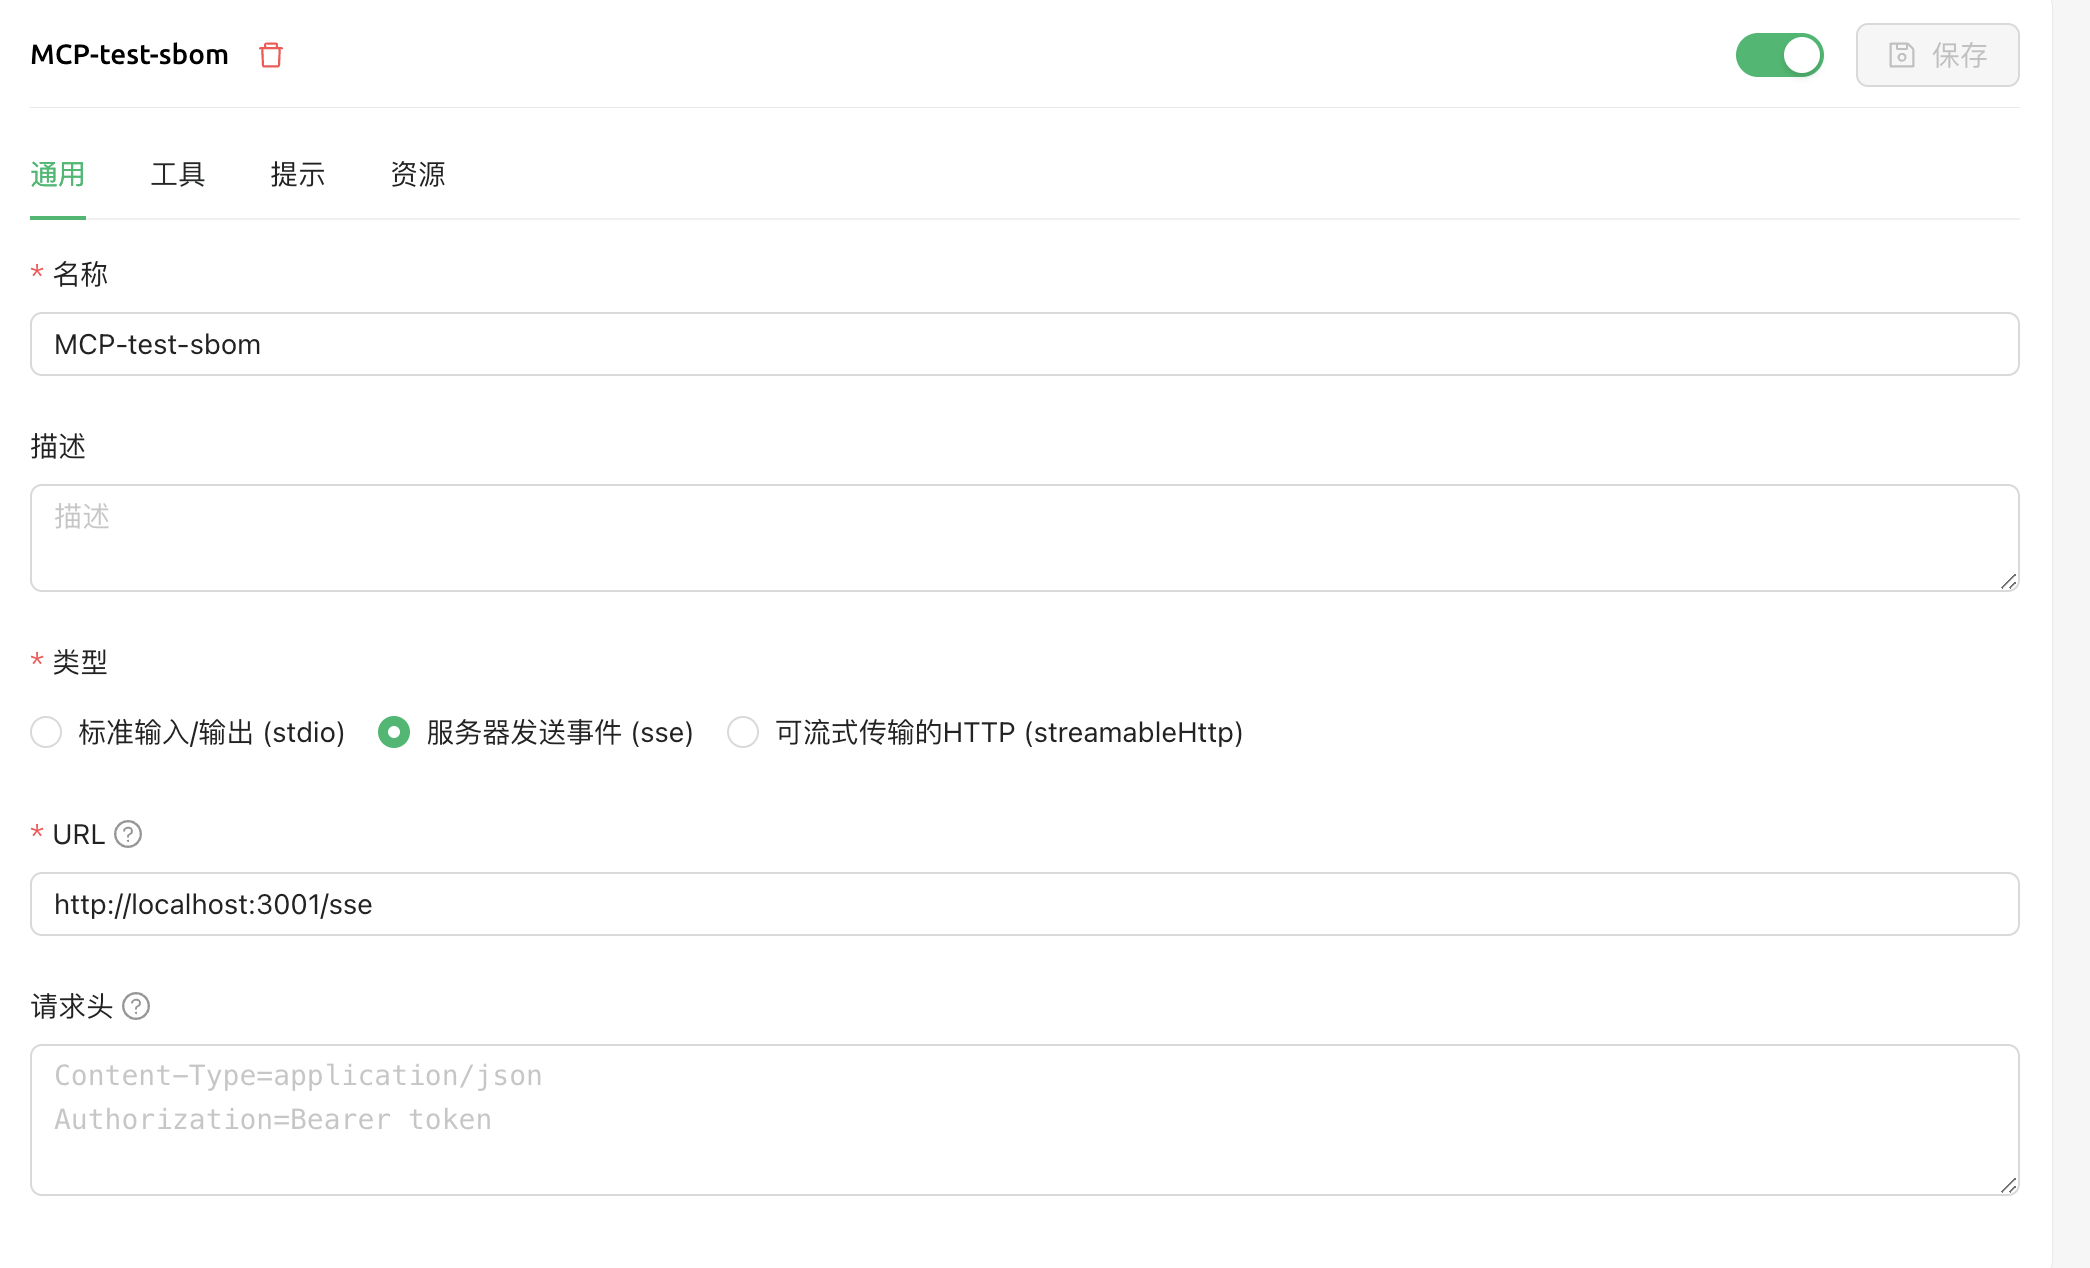 MCP-test-sbom
保存
通用 工具 提示 资源
* 名称
MCP-test-sbom
描述
描述
* 类型
标准输入/输出 (stdio) 服务器发送事件 (sse) 可流式传输的HTTP (streamableHttp)
* URL ?
http://localhost:3001/sse
请求头 ?
Content-Type=application/json
Authorization=Bearer token